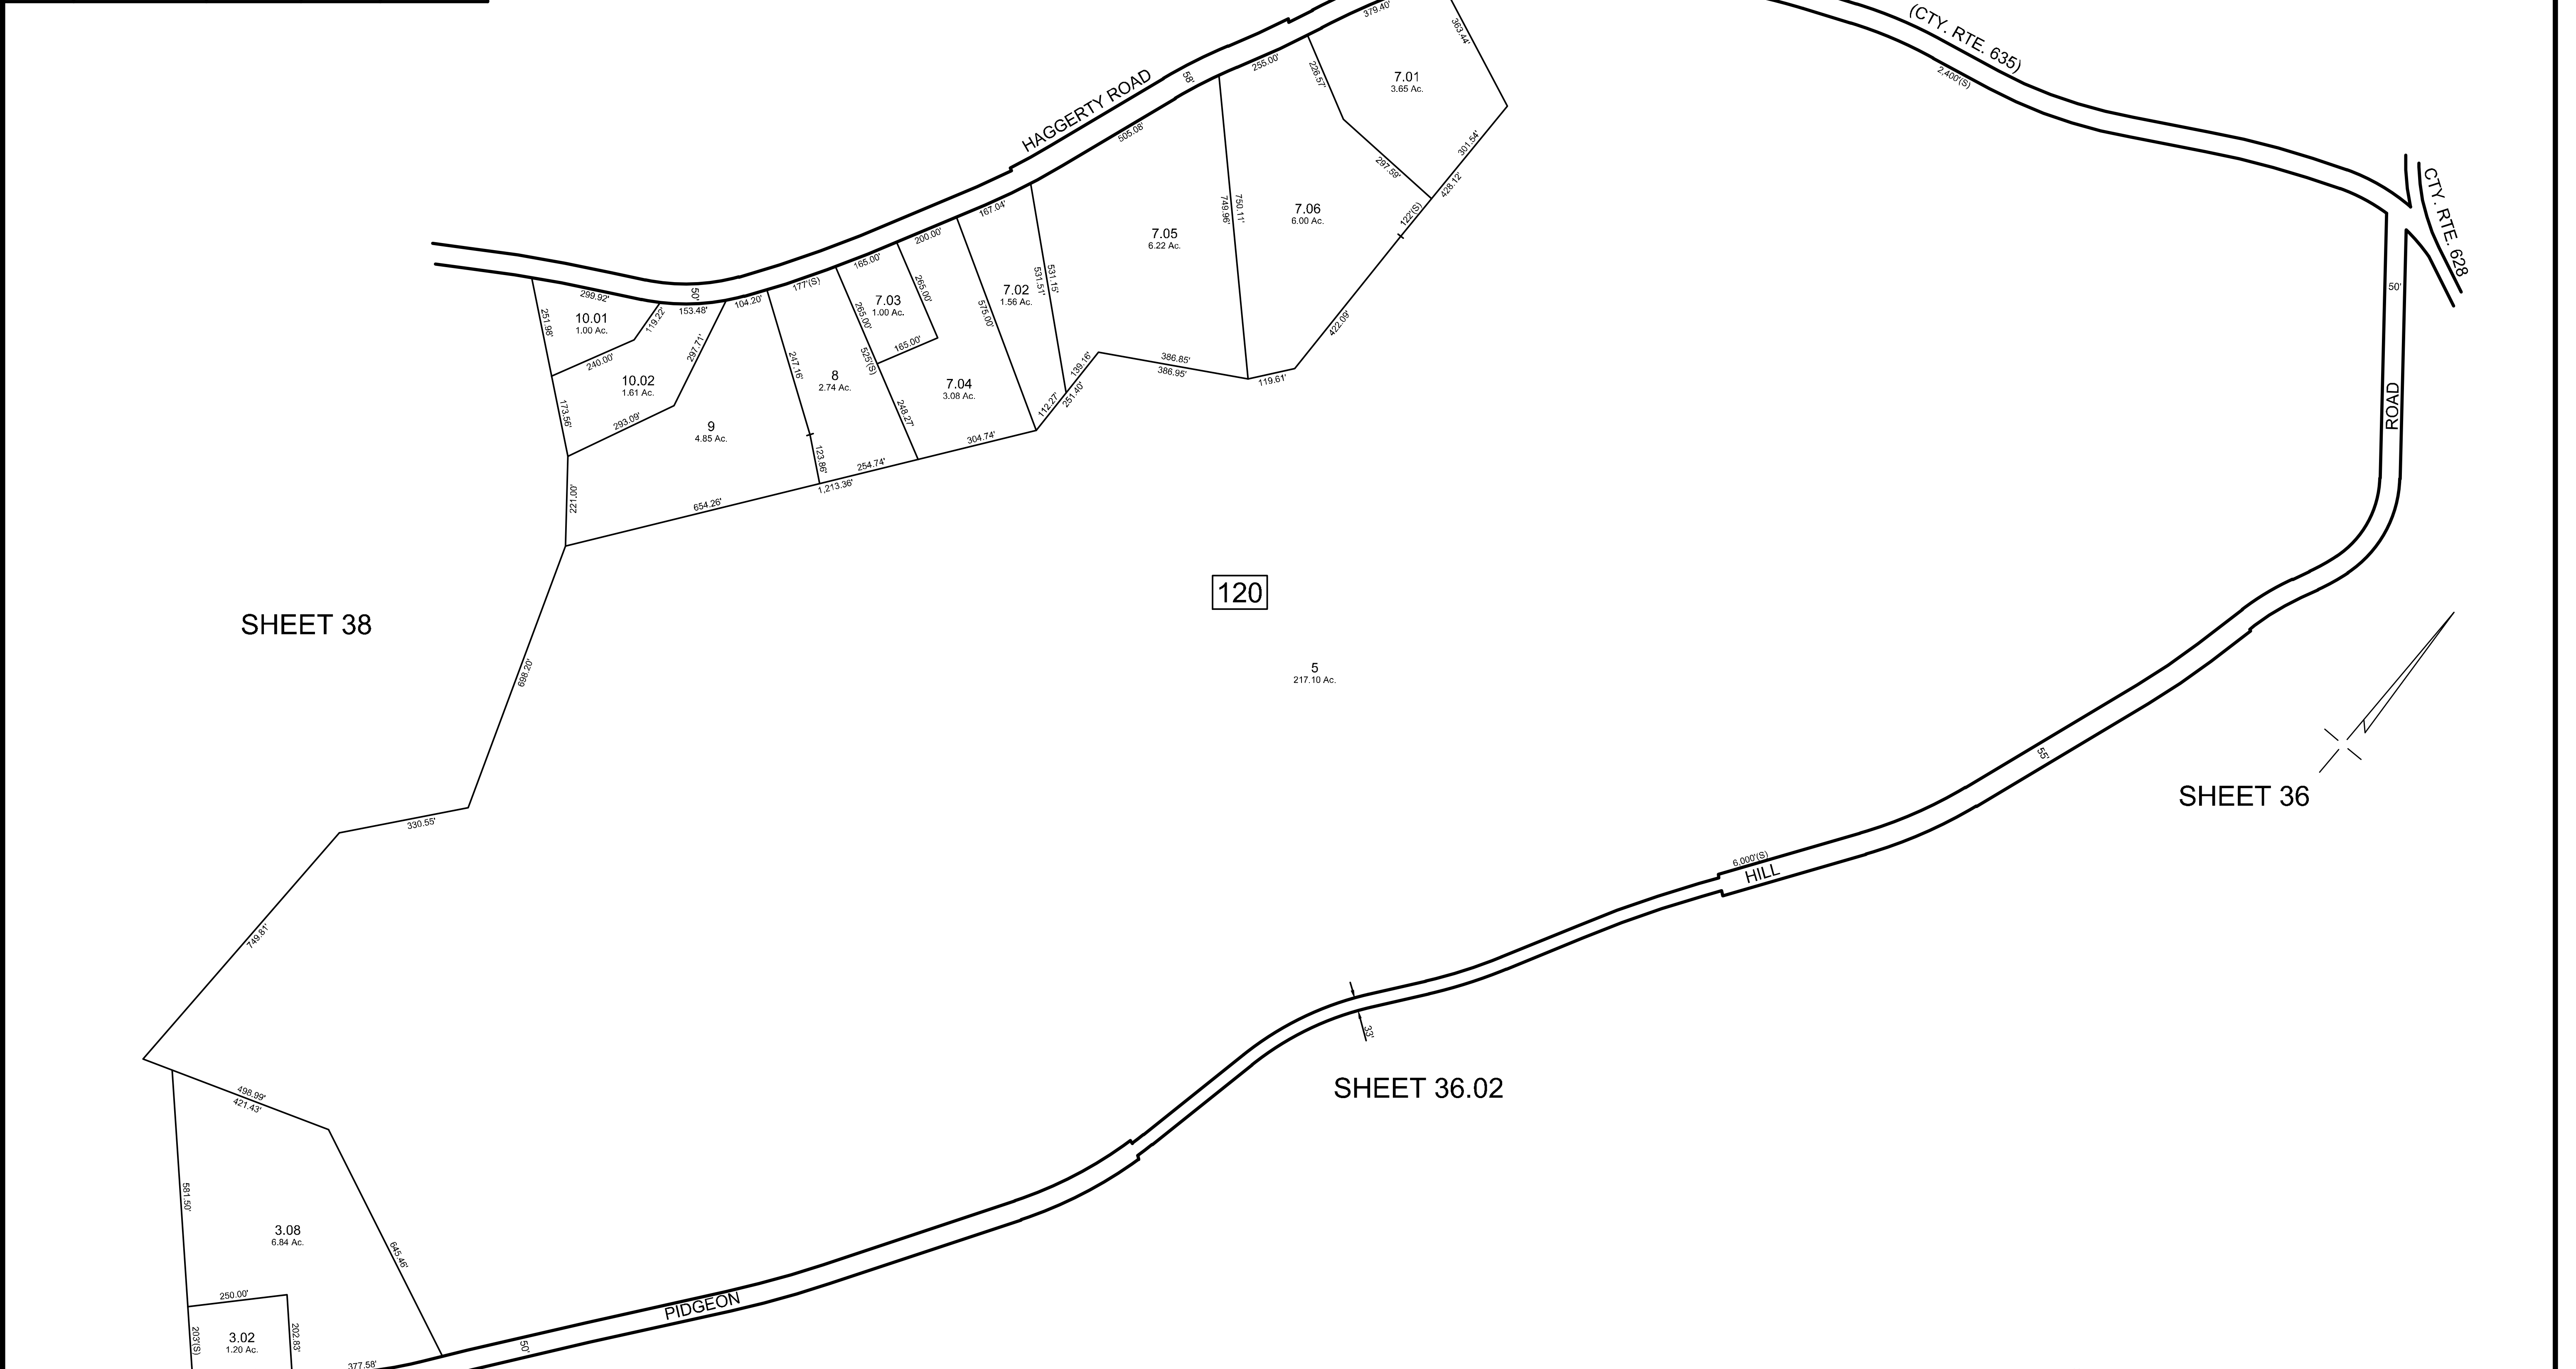 379.40'
363.44'
(CTY. RTE. 635)
2,400'(S)
HAGGERTY ROAD
58'
255.00'
226.57'
7.01
3.65 Ac.
505.08'
301.54'
297.59'
428.12'
122'(S)
CTY. RTE. 628
750.11'
749.96'
7.06
6.00 Ac.
7.05
6.22 Ac.
167.04'
200.00'
165.00'
177'(S)
104.20'
50'
153.48'
299.92'
251.98'
10.01
1.00 Ac.
119.22'
240.00'
297.71'
10.02
1.61 Ac.
173.56'
293.09'
247.16'
8
2.74 Ac.
265.00'
525'(S)
7.03
1.00 Ac.
265.00'
165.00'
575.00'
7.02
1.56 Ac.
531.51'
531.15'
7.04
3.08 Ac.
248.27'
139.16'
112.27'
251.40'
386.85'
386.95'
119.61'
422.09'
50'
ROAD
9
4.85 Ac.
123.86'
304.74'
254.74'
1,213.36'
654.26'
221.00'
120
SHEET 38
698.20'
5
217.10 Ac.
55'
SHEET 36
330.55'
6,000'(S)
HILL
749.81'
33'
SHEET 36.02
498.99'
421.43'
581.50'
3.08
6.84 Ac.
645.46'
250.00'
PIDGEON
203'(S)
3.02
1.20 Ac.
202.83'
50'
377.58'